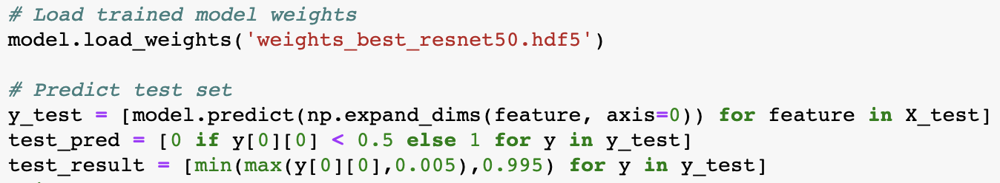 # Load trained model weights
model.load_weights('weights_best_resnet50.hdf5')
# Predict test set
y_test = [model.predict(np.expand_dims(feature, axis=0)) for feature in X_test]
test_pred = [0 if y[0][0] < 0.5 else 1 for y in y_test]
test_result = [min(max(y[0][0],0.005),0.995) for y in y_test]